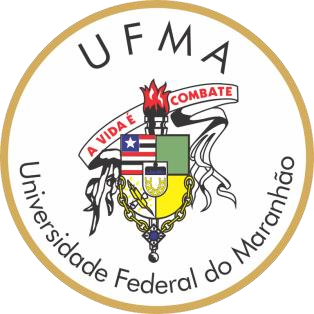 UFMA
A VIDA É COMBATE
Universidade Federal do Maranhão